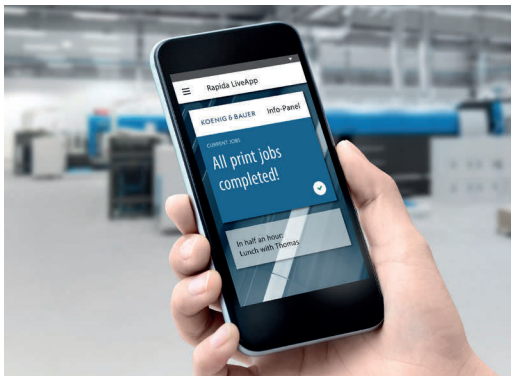 Rapida LiveApp
KOENIG & BAUER Info-Panel
CURRENT JOBS
All print jobs
completed!
In half an hour:
Lunch with Thomas